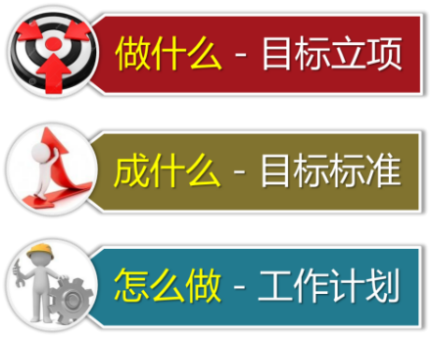 做什么 - 目标立项
成什么 - 目标标准
怎么做 - 工作计划